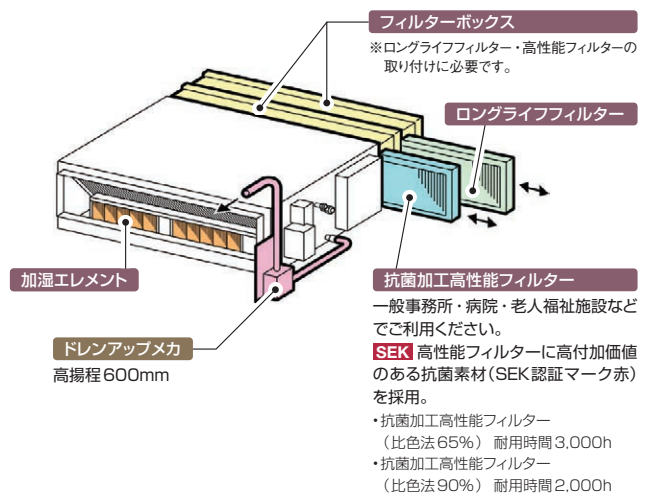 フィルターボックス
※ロングライフフィルター・高性能フィルターの
取り付けに必要です。
ロングライフフィルター
加湿エレメント
ドレンアップメカ
高揚程600mm
抗菌加工高性能フィルター
一般事務所・病院・老人福祉施設など
でご利用ください。
SEK 高性能フィルターに高付加価値
のある抗菌素材(SEK認証マーク赤)
を採用。
・抗菌加工高性能フィルター
(比色法65%) 耐用時間3,000h
・抗菌加工高性能フィルター
(比色法90%) 耐用時間2,000h